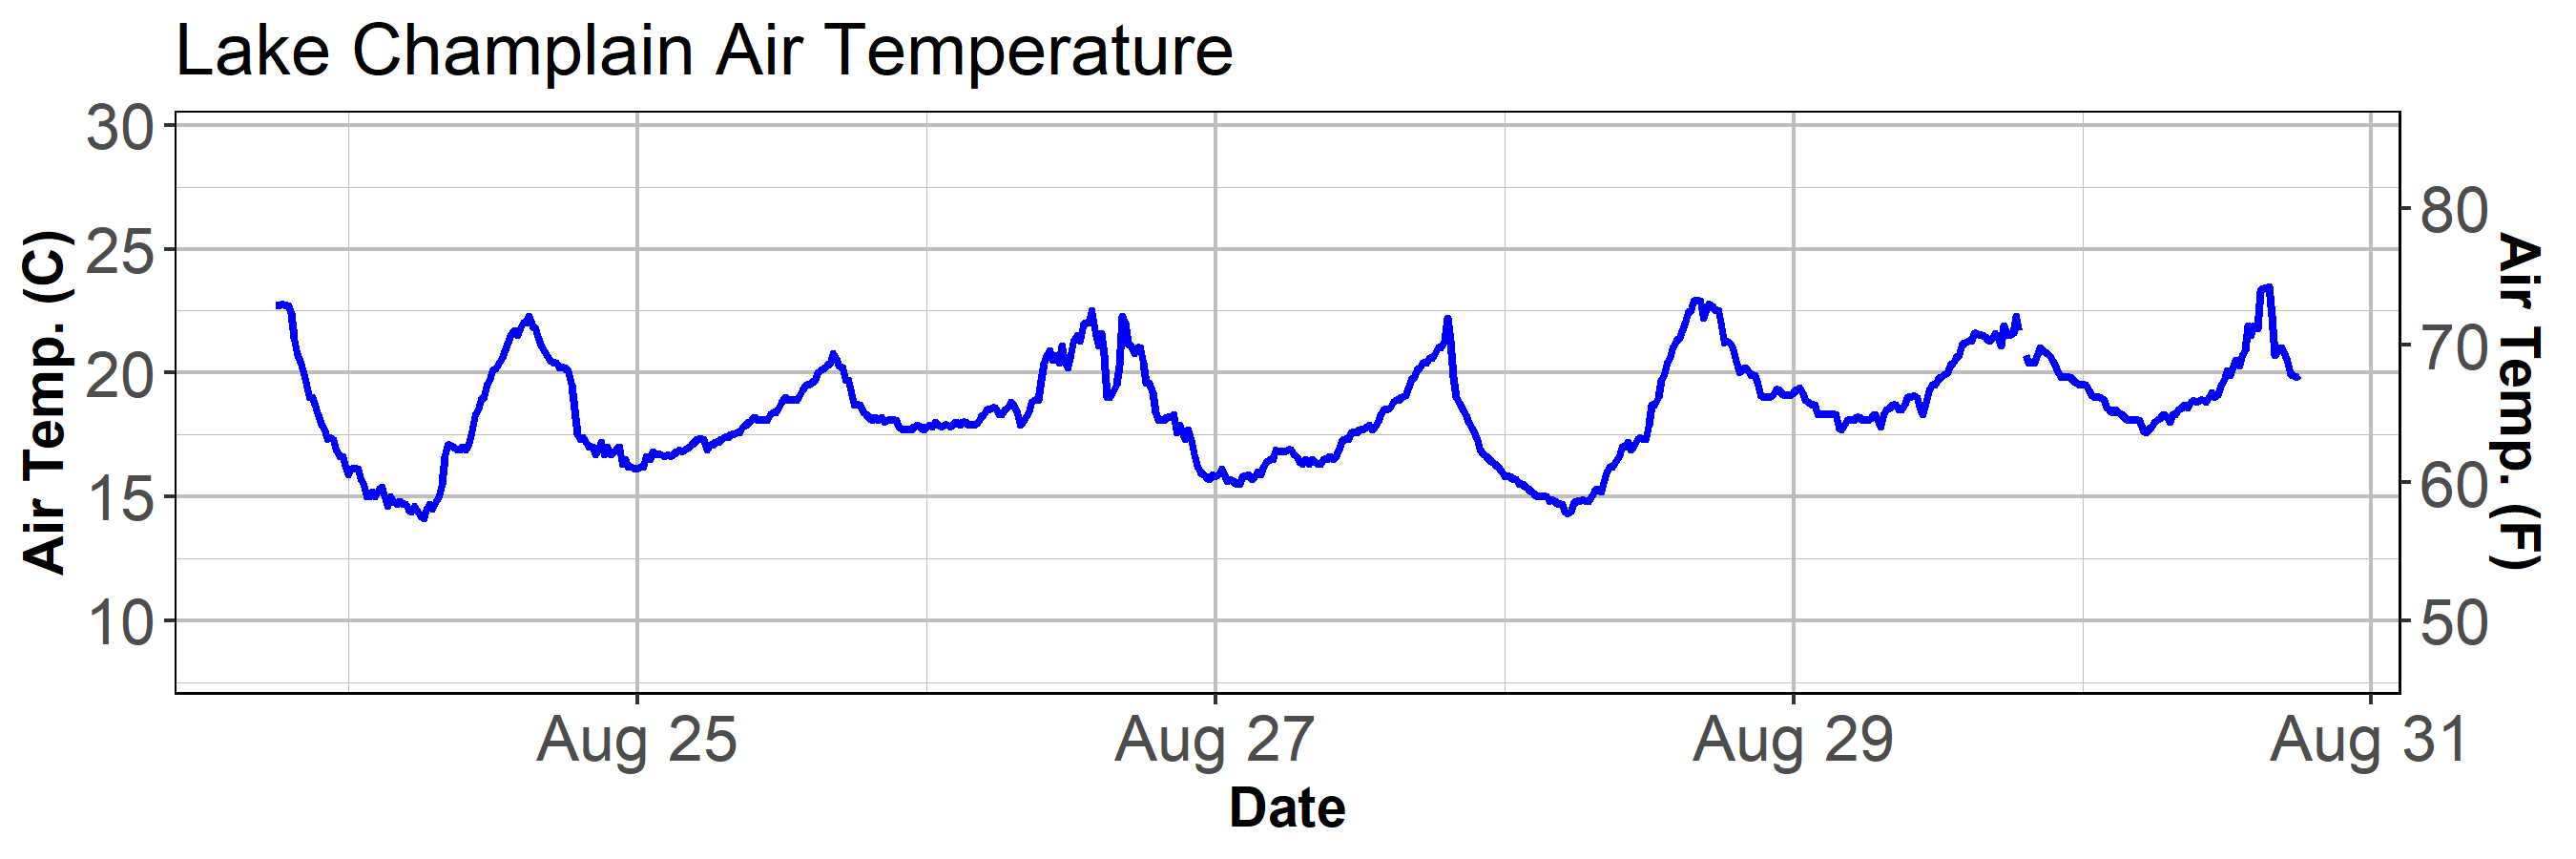 Lake Champlain Air Temperature
Air Temp. (C)
30
25
20
15
10
80
70
60
50
Air Temp. (F)
Aug 25
Aug 27
Aug 29
Aug 31
Date